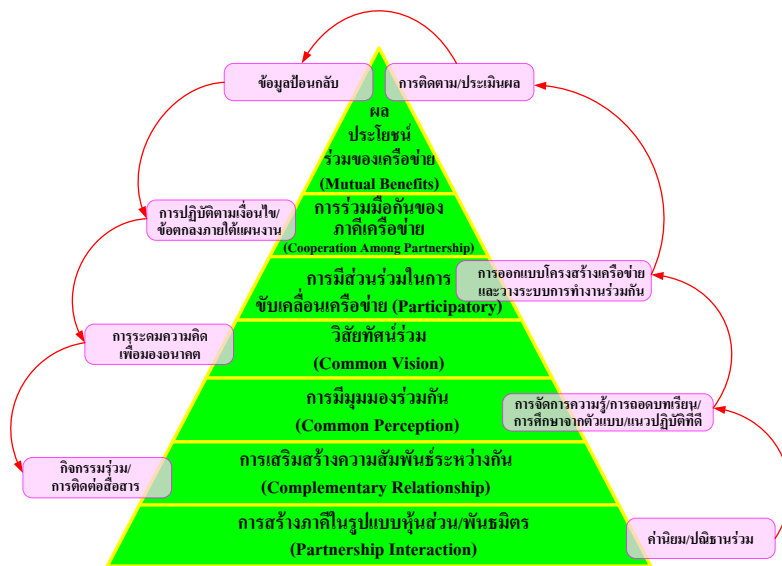 ข้อมูลป้อนกลับ
การติดตาม/ประเมินผล
ผล
ประโยชน์
ร่วมของเครือข่าย
(Mutual Benefits)
การปฏิบัติตามเงื่อนไข/
ข้อตกลงภายใต้แผนงาน
การร่วมมือกันของ
ภาคีเครือข่าย
(Cooperation Among Partnership)
การมีส่วนร่วมในการ
ขับเคลื่อนเครือข่าย (Participatory)
การออกแบบโครงสร้างเครือข่าย
และวางระบบการทำงานร่วมกัน
การระดมความคิด
เพื่อมองอนาคต
วิสัยทัศน์ร่วม
(Common Vision)
การมีมุมมองร่วมกัน
(Common Perception)
การจัดการความรู้/การถอดบทเรียน/
การศึกษาจากตัวแบบ/แนวปฏิบัติที่ดี
กิจกรรมร่วม/
การติดต่อสื่อสาร
การเสริมสร้างความสัมพันธ์ระหว่างกัน
(Complementary Relationship)
การสร้างภาคีในรูปแบบหุ้นส่วน/พันธมิตร
(Partnership Interaction)
ค่านิยม/ปณิธานร่วม